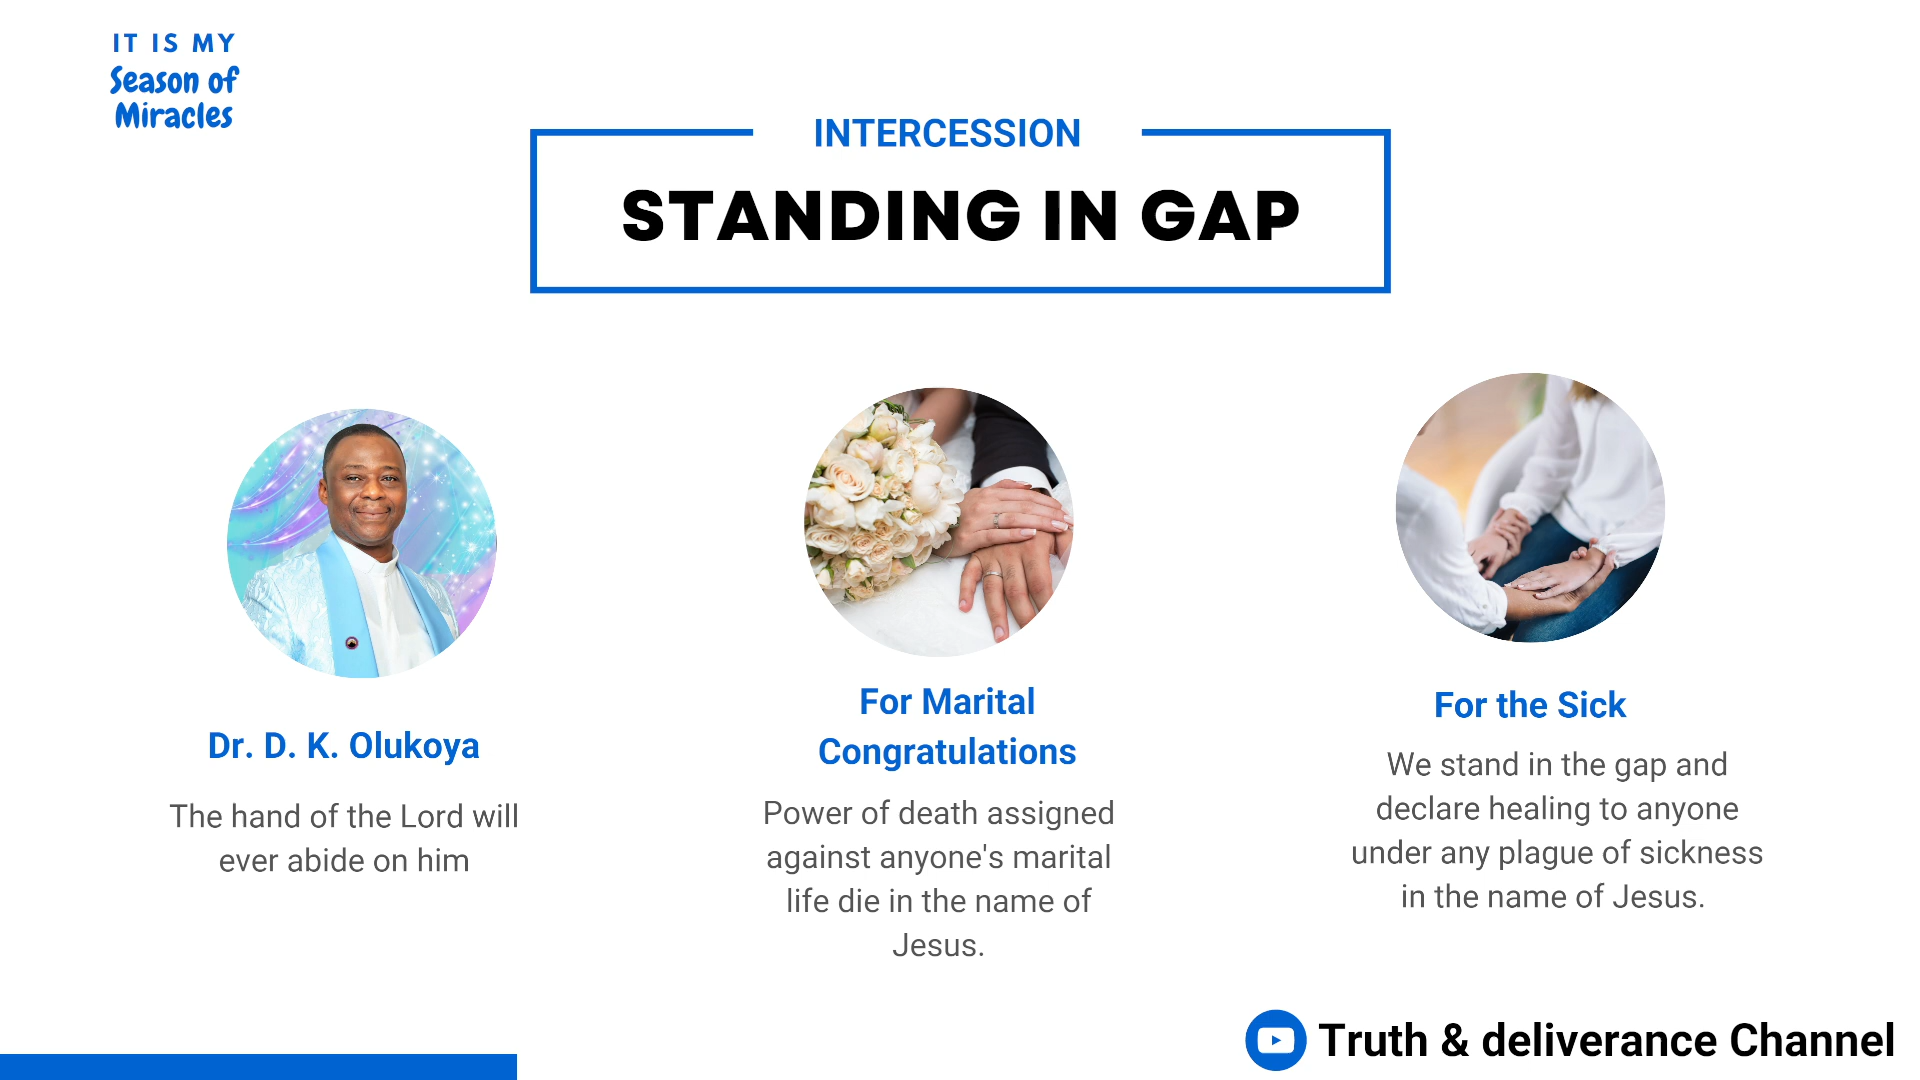 IT IS MY
Season of
Miracles
INTERCESSION
STANDING IN GAP
Dr. D. K. Olukoya
The hand of the Lord will
ever abide on him
For Marital
Congratulations
Power of death assigned
against anyone's marital
life die in the name of
Jesus.
For the Sick
We stand in the gap and
declare healing to anyone
under any plague of sickness
in the name of Jesus.
Truth & deliverance Channel